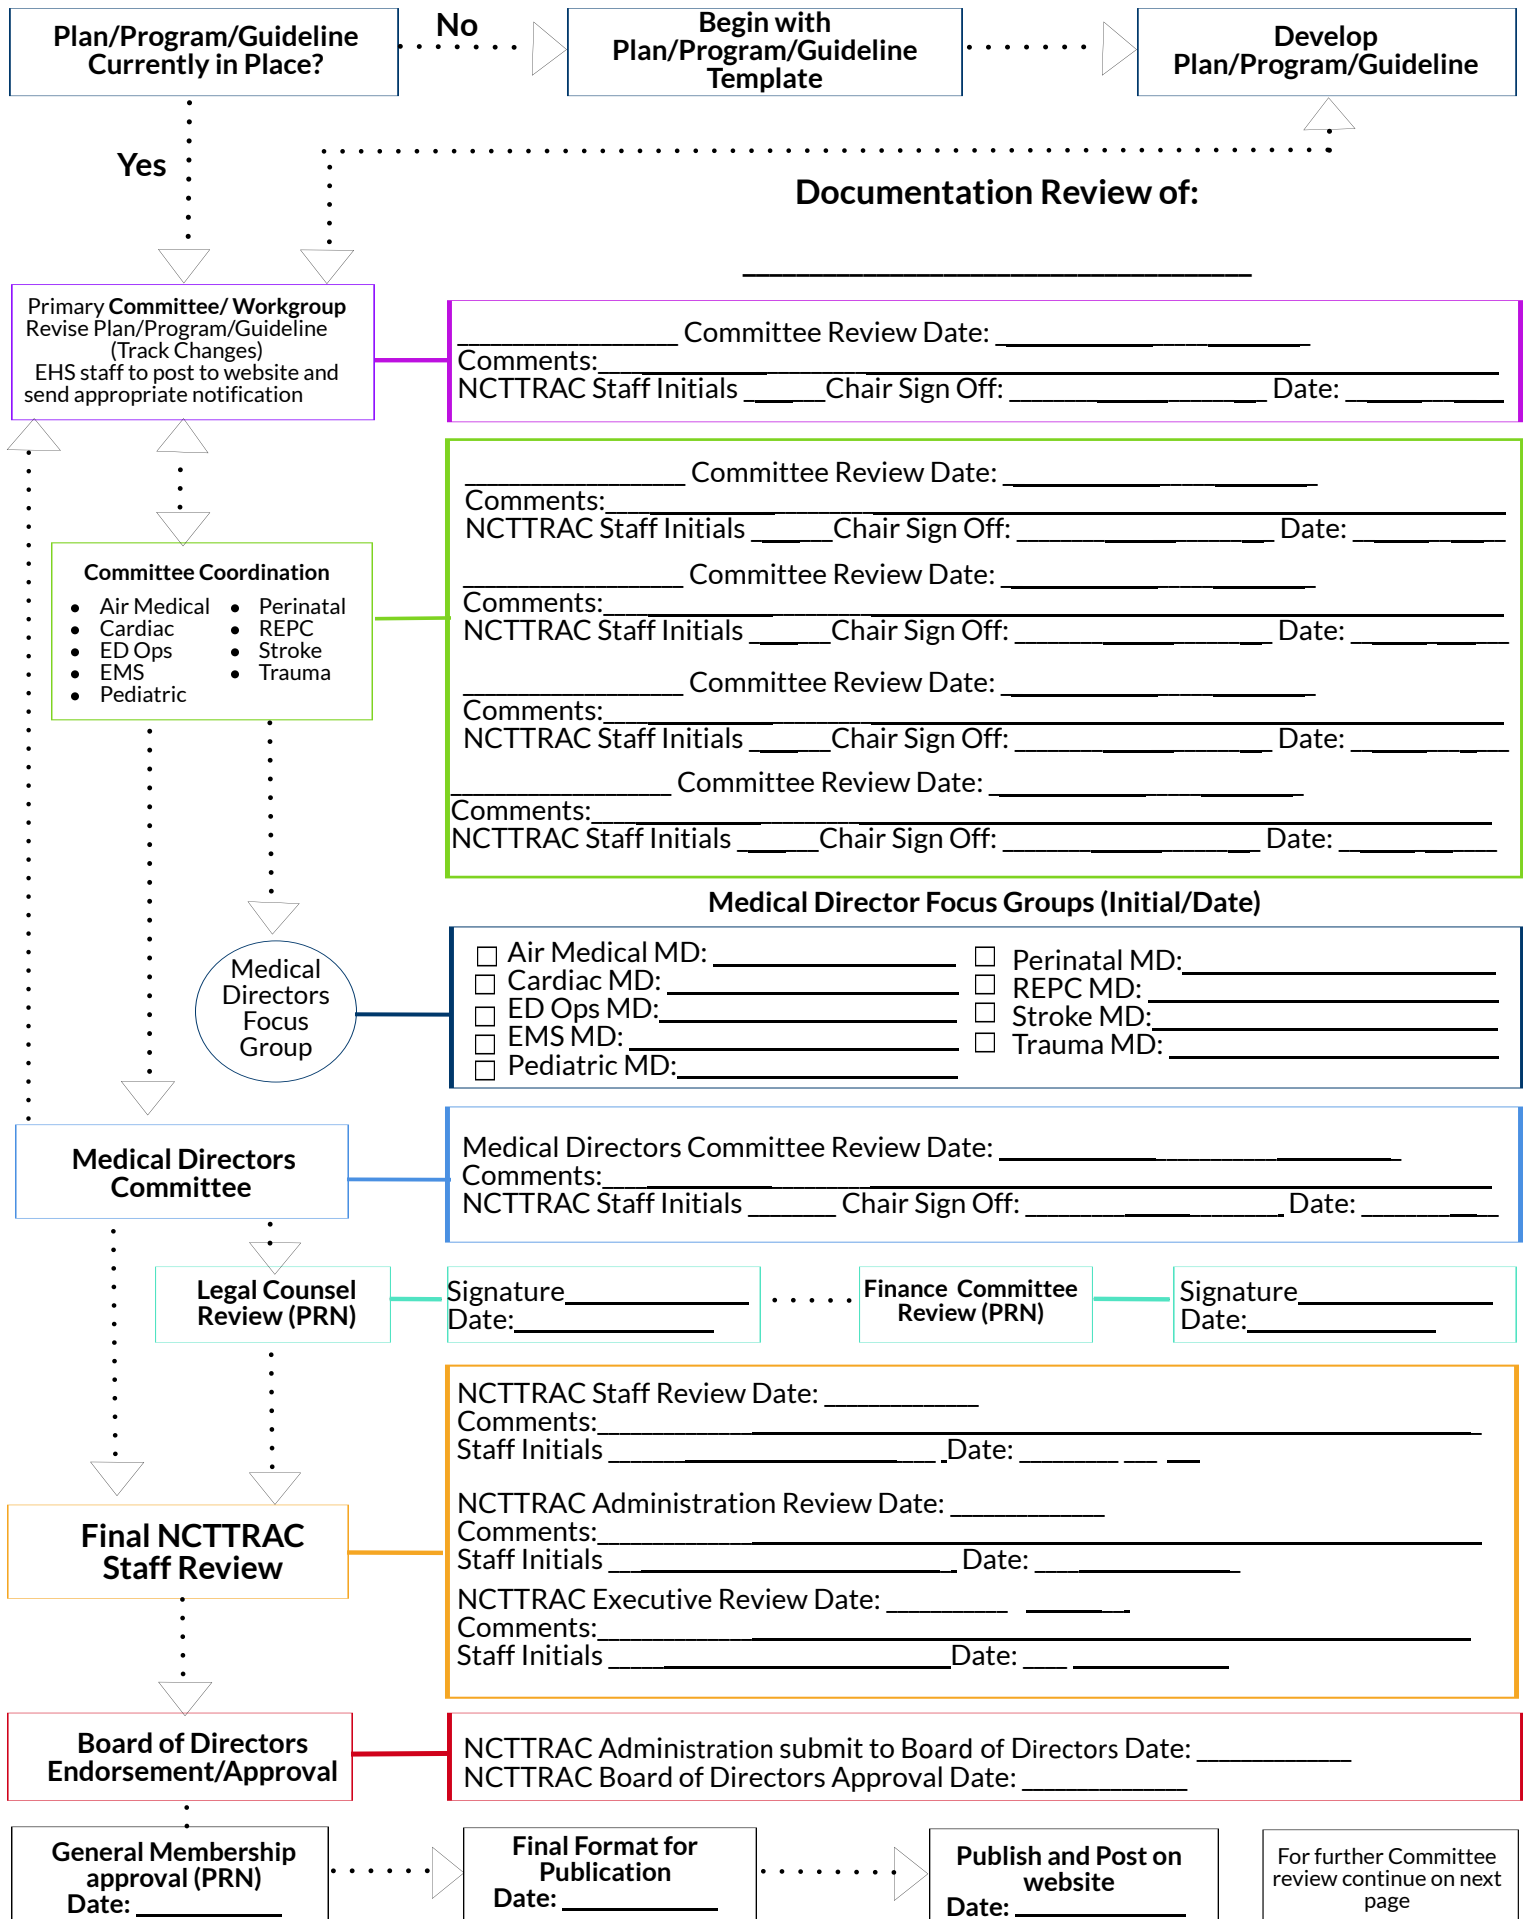 Plan/Program/Guideline
Currently in Place?
No
Begin with
Plan/Program/Guideline
Template
Develop
Plan/Program/Guideline
Yes
Documentation Review of:
Primary Committee/ Workgroup
Revise Plan/Program/Guideline
(Track Changes)
EHS staff to post to website and
send appropriate notification
Committee Review Date:
Comments:
NCTTRAC Staff Initials Chair Sign Off: Date:
Committee Coordination
• Air Medical
• Cardiac
• ED Ops
• EMS
• Pediatric
• Perinatal
• REPC
• Stroke
• Trauma
Committee Review Date:
Comments:
NCTTRAC Staff Initials Chair Sign Off: Date:
Committee Review Date:
Comments:
NCTTRAC Staff Initials Chair Sign Off: Date:
Committee Review Date:
Comments:
NCTTRAC Staff Initials Chair Sign Off: Date:
Committee Review Date:
Comments:
NCTTRAC Staff Initials Chair Sign Off: Date:
Medical Director Focus Groups (Initial/Date)
Medical
Directors
Focus
Group
Air Medical MD:
Cardiac MD:
ED Ops MD:
EMS MD:
Pediatric MD:
Perinatal MD:
REPC MD:
Stroke MD:
Trauma MD:
Medical Directors
Committee
Medical Directors Committee Review Date:
Comments:
NCTTRAC Staff Initials Chair Sign Off: Date:
Legal Counsel
Review (PRN)
Signature
Date:
Finance Committee
Review (PRN)
Signature
Date:
Final NCTTRAC
Staff Review
NCTTRAC Staff Review Date:
Comments:
Staff Initials Date:
NCTTRAC Administration Review Date:
Comments:
Staff Initials Date:
NCTTRAC Executive Review Date:
Comments:
Staff Initials Date:
Board of Directors
Endorsement/Approval
NCTTRAC Administration submit to Board of Directors Date:
NCTTRAC Board of Directors Approval Date:
General Membership
approval (PRN)
Date:
Final Format for
Publication
Date:
Publish and Post on
website
Date:
For further Committee
review continue on next
page